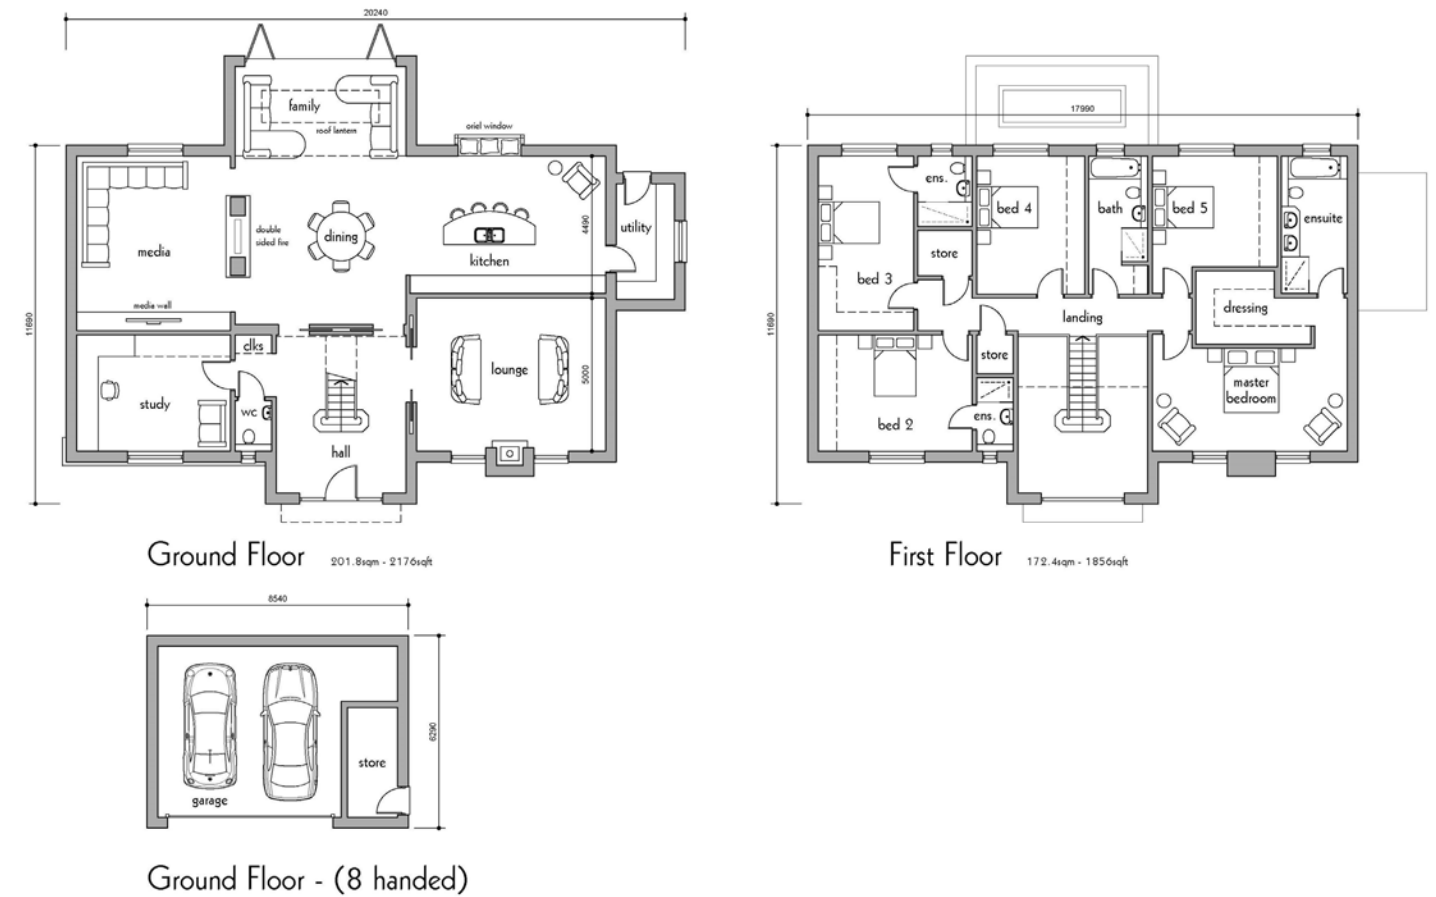 20240
family
roof lantern
oriel window
11690
media
double
sided fire
dining
kitchen
4490
utility
media wall
clks
study
wc
hall
lounge
5000
Ground Floor 201.8sqm - 2176sqft
17990
11690
ens.
bed 4
bath
bed 5
ensuite
store
bed 3
dressing
landing
store
master
bedroom
bed 2
ens.
First Floor 172.4sqm - 1856sqft
8540
6290
store
garage
Ground Floor - (8 handed)